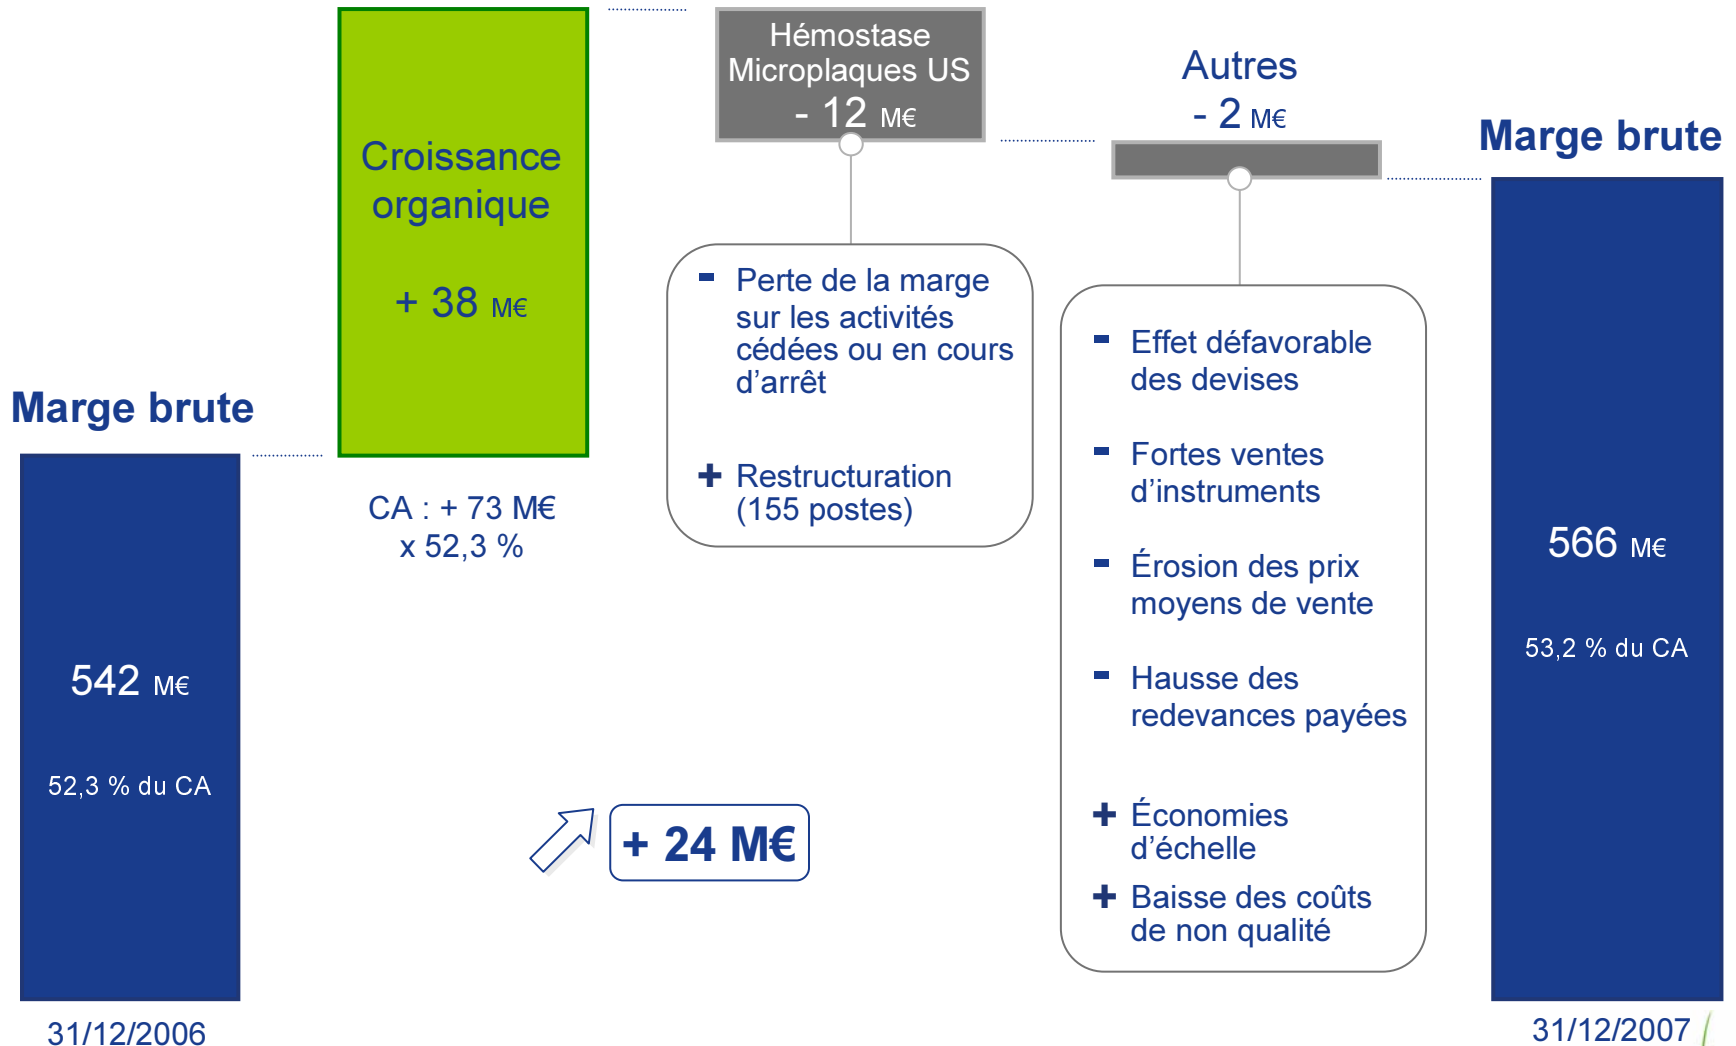 Marge brute
542 M€
52,3 % du CA
31/12/2006
Croissance
organique
+ 38 M€
CA : + 73 M€
x 52,3 %
Hémostase
Microplaques US
- 12 M€
- Perte de la marge
sur les activités
cédées ou en cours
d’arrêt
+ Restructuration
(155 postes)
Autres
- 2 M€
- Effet défavorable
des devises
- Fortes ventes
d’instruments
- Érosion des prix
moyens de vente
- Hausse des
redevances payées
+ Économies
d’échelle
+ Baisse des coûts
de non qualité
+ 24 M€
Marge brute
566 M€
53,2 % du CA
31/12/2007